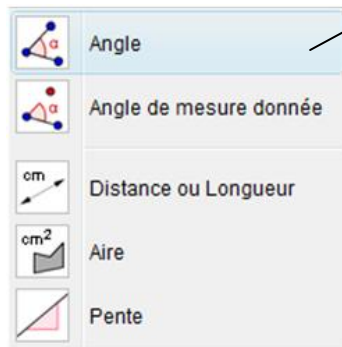 α Angle
α Angle de mesure donnée
cm Distance ou Longueur
cm² Aire
Pente